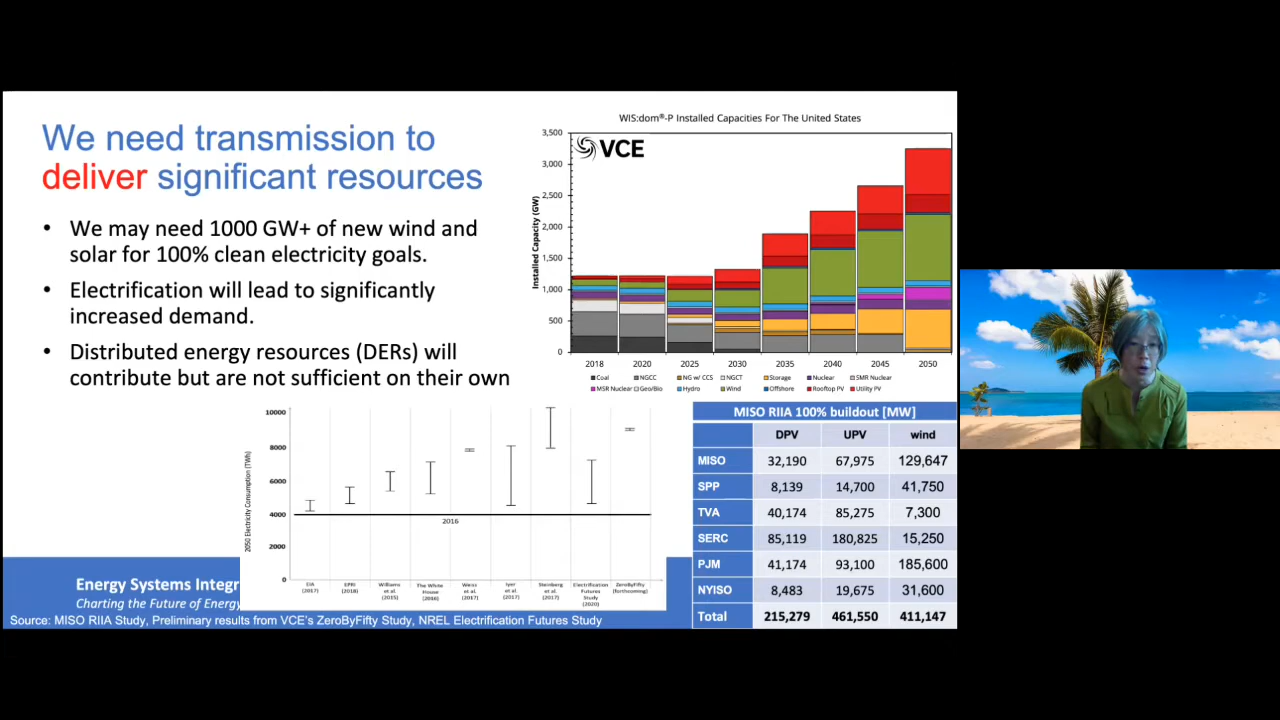 We need transmission to
deliver significant resources
• We may need 1000 GW+ of new wind and
solar for 100% clean electricity goals.
• Electrification will lead to significantly
increased demand.
• Distributed energy resources (DERs) will
contribute but are not sufficient on their own
WIS:dom®-P Installed Capacities For The United States
VCE
Installed Capacity (GW)
3,500
3,000
2,500
2,000
1,500
1,000
500
0
2018 2020 2025 2030 2035 2040 2045 2050
Coal NGCC NG w/ CCS NGCT Storage Nuclear SMR Nuclear
MSR Nuclear Geo/Bio Hydro Wind Offshore Rooftop PV Utility PV
2050 Electricity Consumption (TWh)
10000
8000
6000
4000
2000
0
2016
EIA (2017)
EPRI (2018)
Williams et al. (2015)
The White House (2016)
Weiss et al. (2017)
Iyer et al. (2017)
Steinberg et al. (2017)
Electrification Futures Study (2020)
ZeroByFifty (forthcoming)
MISO RIIA 100% buildout [MW]
DPV UPV wind
MISO 32,190 67,975 129,647
SPP 8,139 14,700 41,750
TVA 40,174 85,275 7,300
SERC 85,119 180,825 15,250
PJM 41,174 93,100 185,600
NYISO 8,483 19,675 31,600
Total 215,279 461,550 411,147
Energy Systems Integr
Charting the Future of Energy
Source: MISO RIIA Study, Preliminary results from VCE's ZeroByFifty Study, NREL Electrification Futures Study